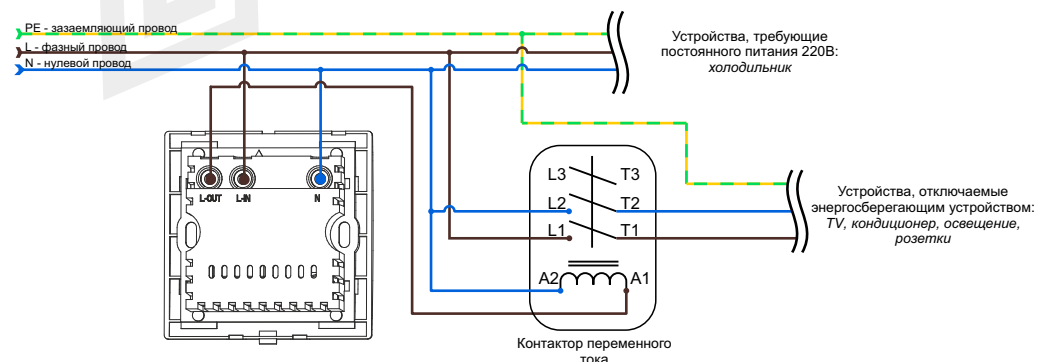 PE - зазаемляющий провод
L - фазный провод
N - нулевой провод
Устройства, требующие
постоянного питания 220В:
холодильник
L-OUT L-IN N
L3 T3
L2 T2
L1 T1
A2 A1
Контактор переменного
тока
Устройства, отключаемые
энергосберегающим устройством:
TV, кондиционер, освещение,
розетки